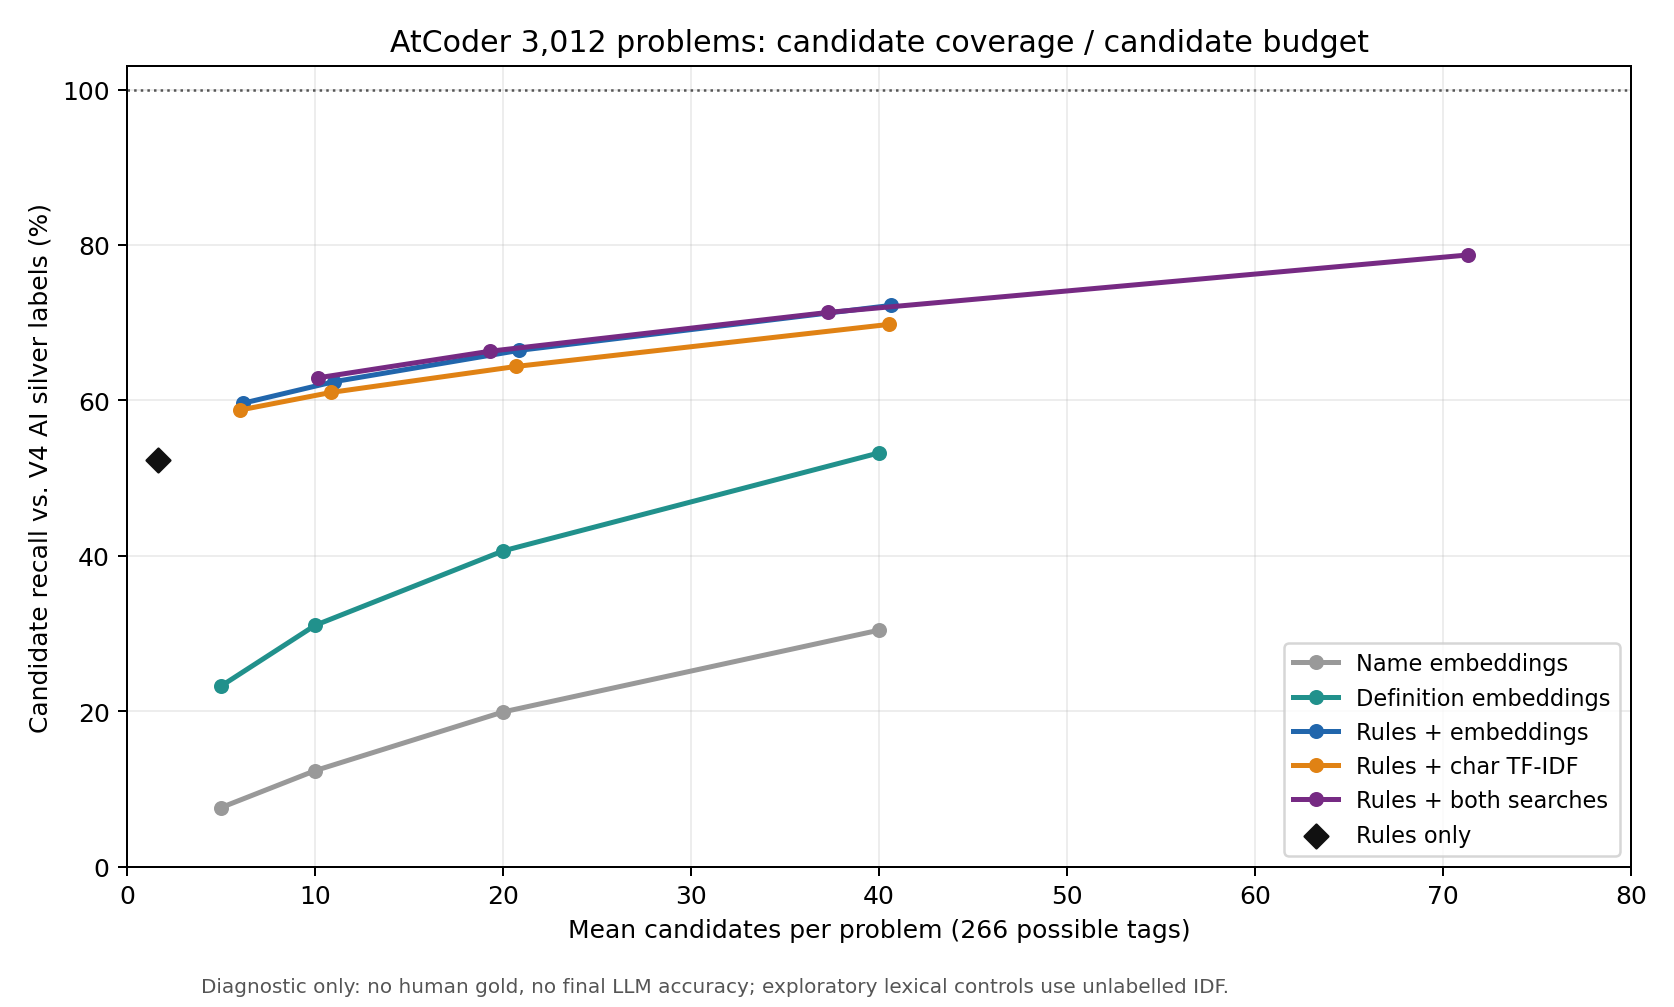 AtCoder 3,012 problems: candidate coverage / candidate budget
Candidate recall vs. V4 AI silver labels (%)
100
80
60
40
20
0
0 10 20 30 40 50 60 70 80
Mean candidates per problem (266 possible tags)
Name embeddings
Definition embeddings
Rules + embeddings
Rules + char TF-IDF
Rules + both searches
Rules only
Diagnostic only: no human gold, no final LLM accuracy; exploratory lexical controls use unlabelled IDF.